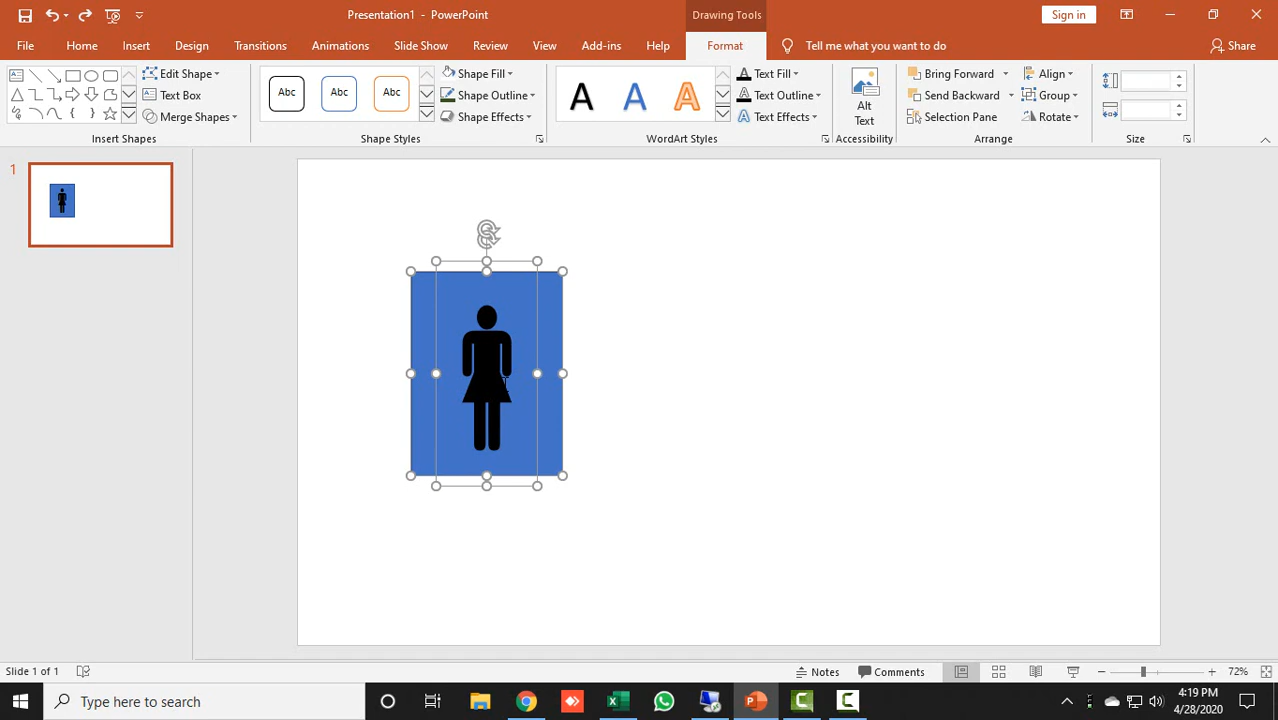 Presentation1 - PowerPoint
Drawing Tools
Sign in
File Home Insert Design Transitions Animations Slide Show Review View Add-ins Help Format Tell me what you want to do Share
Edit Shape
Text Box
Merge Shapes
Insert Shapes
Abc Abc Abc
Shape Fill
Shape Outline
Shape Effects
Shape Styles
A A A
Text Fill
Text Outline
Text Effects
WordArt Styles
Alt
Text
Accessibility
Bring Forward
Send Backward
Selection Pane
Align
Group
Rotate
Arrange
Size
1
Slide 1 of 1
Notes
Comments
72%
Type here to search
4:19 PM
4/28/2020